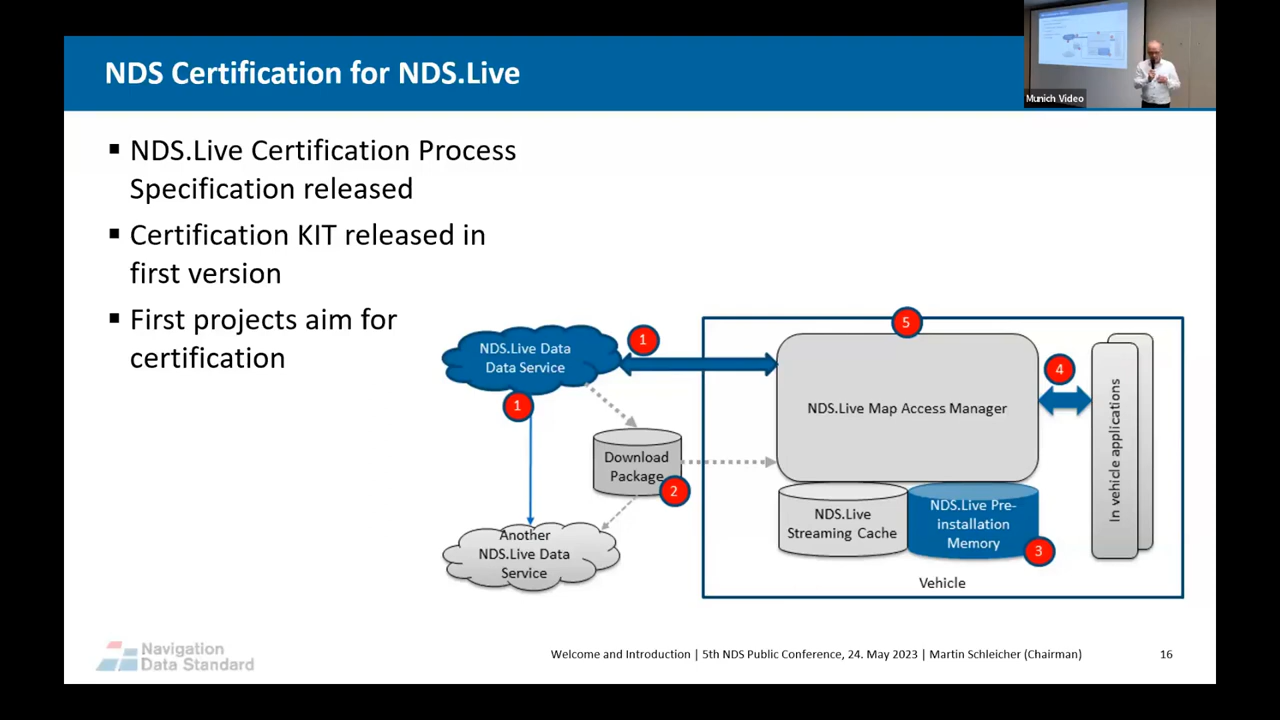 NDS Certification for NDS.Live
Munich Video
▪ NDS.Live Certification Process
Specification released
▪ Certification KIT released in
first version
▪ First projects aim for
certification
NDS.Live Data
Data Service
1
1
Download
Package
2
Another
NDS.Live Data
Service
5
NDS.Live Map Access Manager
4
In vehicle applications
NDS.Live
Streaming Cache
NDS.Live Pre-
installation
Memory
3
Vehicle
Navigation
Data Standard
Welcome and Introduction | 5th NDS Public Conference, 24. May 2023 | Martin Schleicher (Chairman)
16